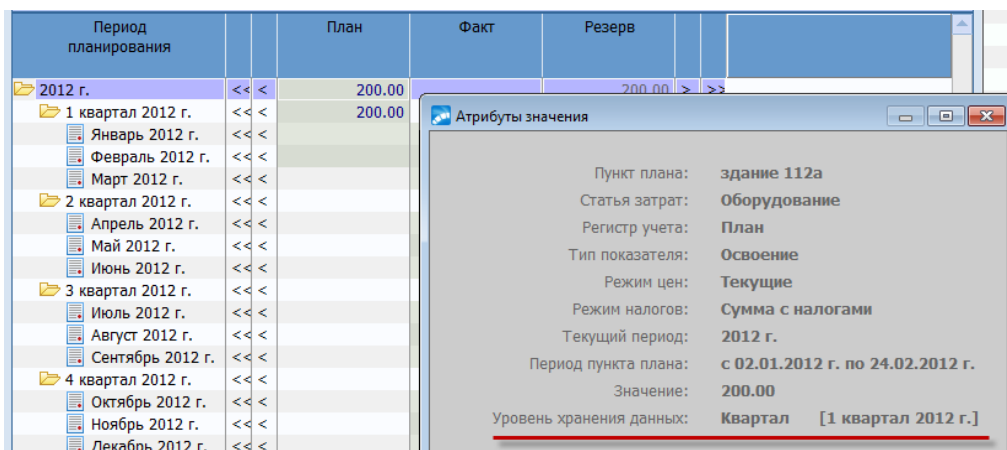 Период планирования План Факт Резерв
2012 г. << < 200.00 200.00 > >>
1 квартал 2012 г. << < 200.00
Январь 2012 г. << <
Февраль 2012 г. << <
Март 2012 г. << <
2 квартал 2012 г. << <
Апрель 2012 г. << <
Май 2012 г. << <
Июнь 2012 г. << <
3 квартал 2012 г. << <
Июль 2012 г. << <
Август 2012 г. << <
Сентябрь 2012 г. << <
4 квартал 2012 г. << <
Октябрь 2012 г. << <
Ноябрь 2012 г. << <
Декабрь 2012 г. << <
Атрибуты значения
Пункт плана: здание 112а
Статья затрат: Оборудование
Регистр учета: План
Тип показателя: Освоение
Режим цен: Текущие
Режим налогов: Сумма с налогами
Текущий период: 2012 г.
Период пункта плана: с 02.01.2012 г. по 24.02.2012 г.
Значение: 200.00
Уровень хранения данных: Квартал [1 квартал 2012 г.]